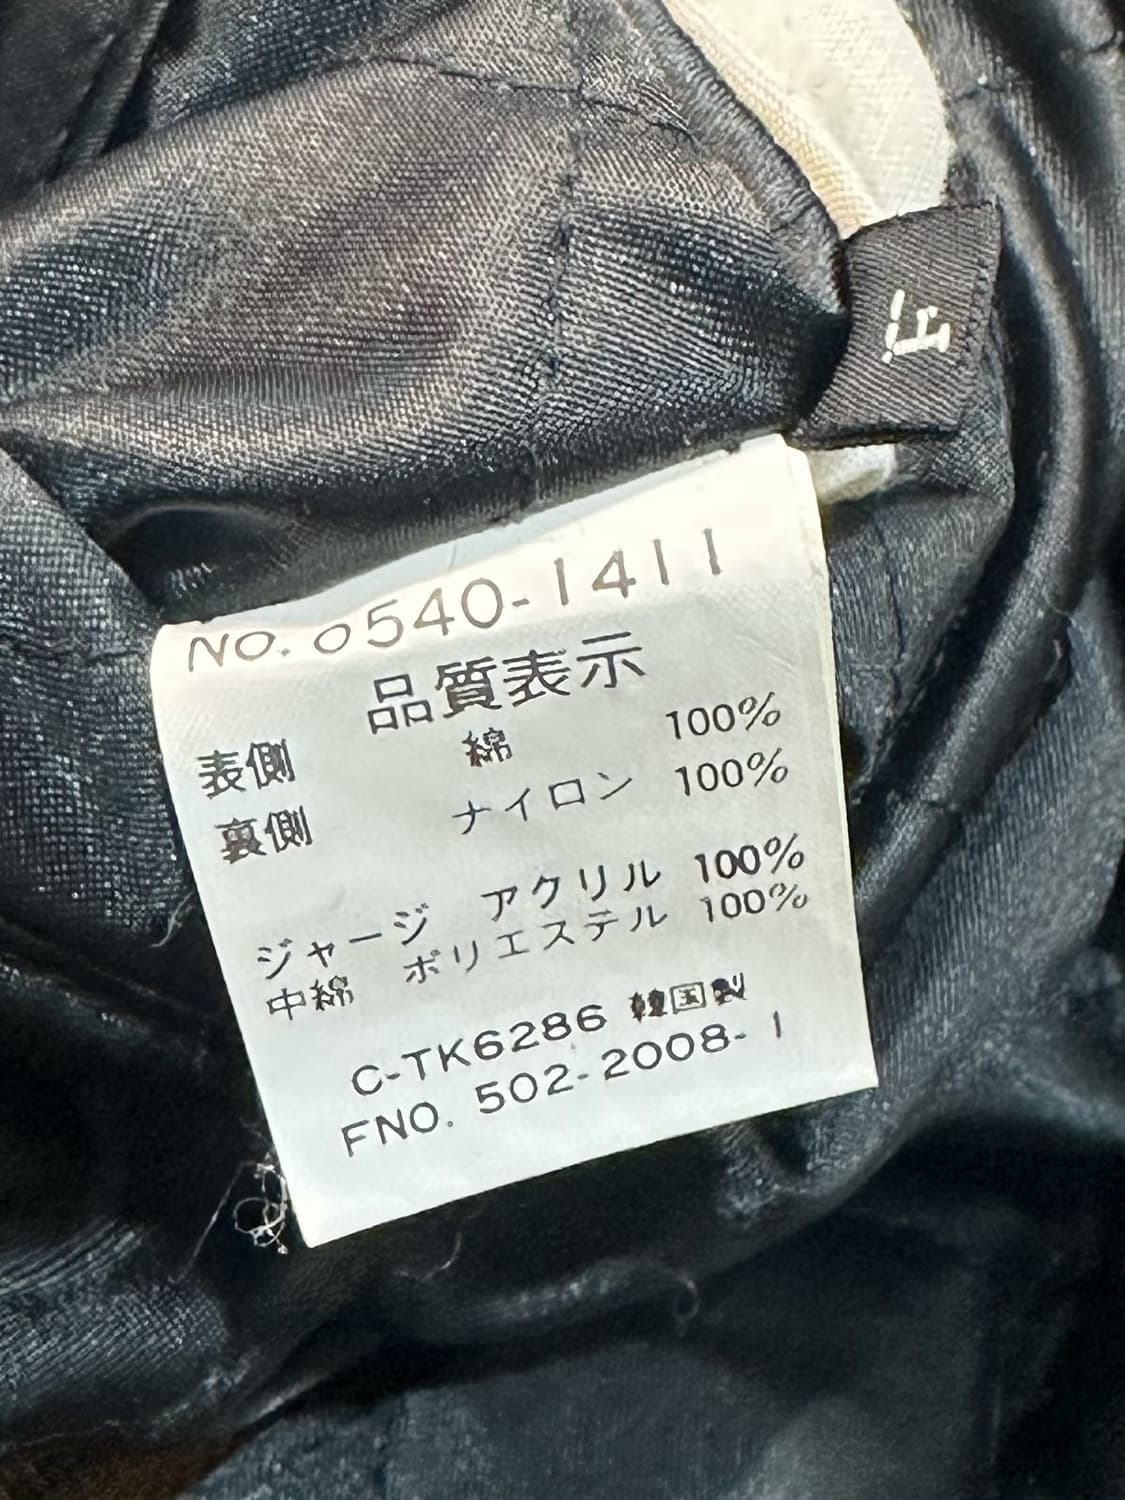 NO. 0540-1411
品質表示
表側 綿 100%
裏側 ナイロン 100%
ジャージ アクリル 100%
中綿 ポリエステル 100%
C-TK6286 韓国製
FNO. 502-2008-1